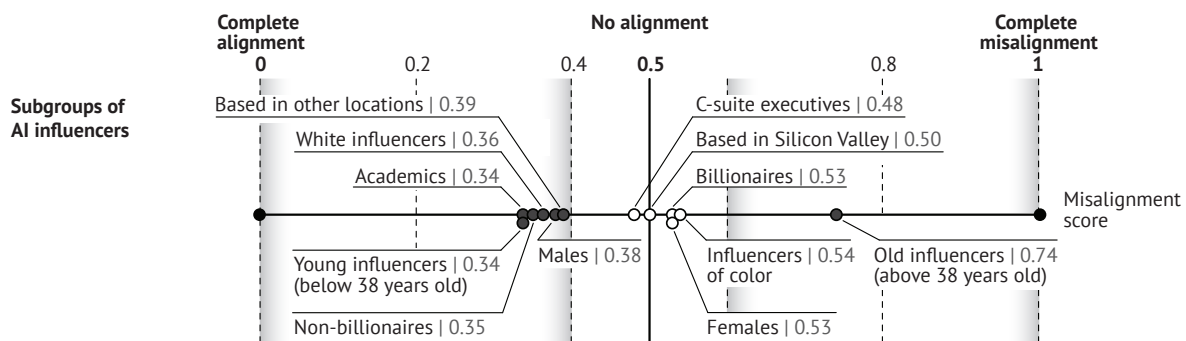 Complete
alignment
No alignment
Complete
misalignment
0
0.2
0.4
0.5
0.8
1
Subgroups of
AI influencers
Based in other locations | 0.39
C-suite executives | 0.48
White influencers | 0.36
Based in Silicon Valley | 0.50
Academics | 0.34
Billionaires | 0.53
Misalignment
score
Young influencers | 0.34
(below 38 years old)
Males | 0.38
Influencers | 0.54
of color
Old influencers | 0.74
(above 38 years old)
Non-billionaires | 0.35
Females | 0.53